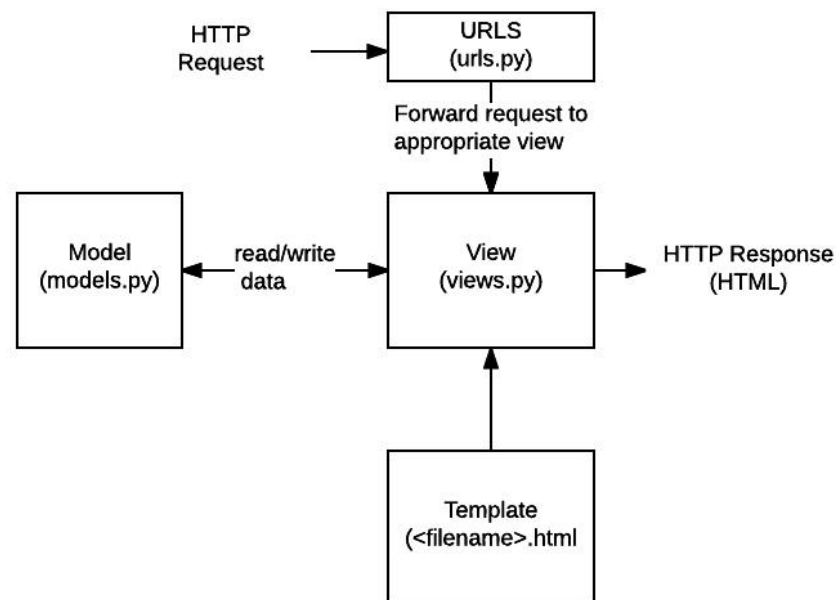 HTTP
Request
URLS
(urls.py)
Forward request to
appropriate view
Model
(models.py)
read/write
data
View
(views.py)
HTTP Response
(HTML)
Template
(<filename>.html